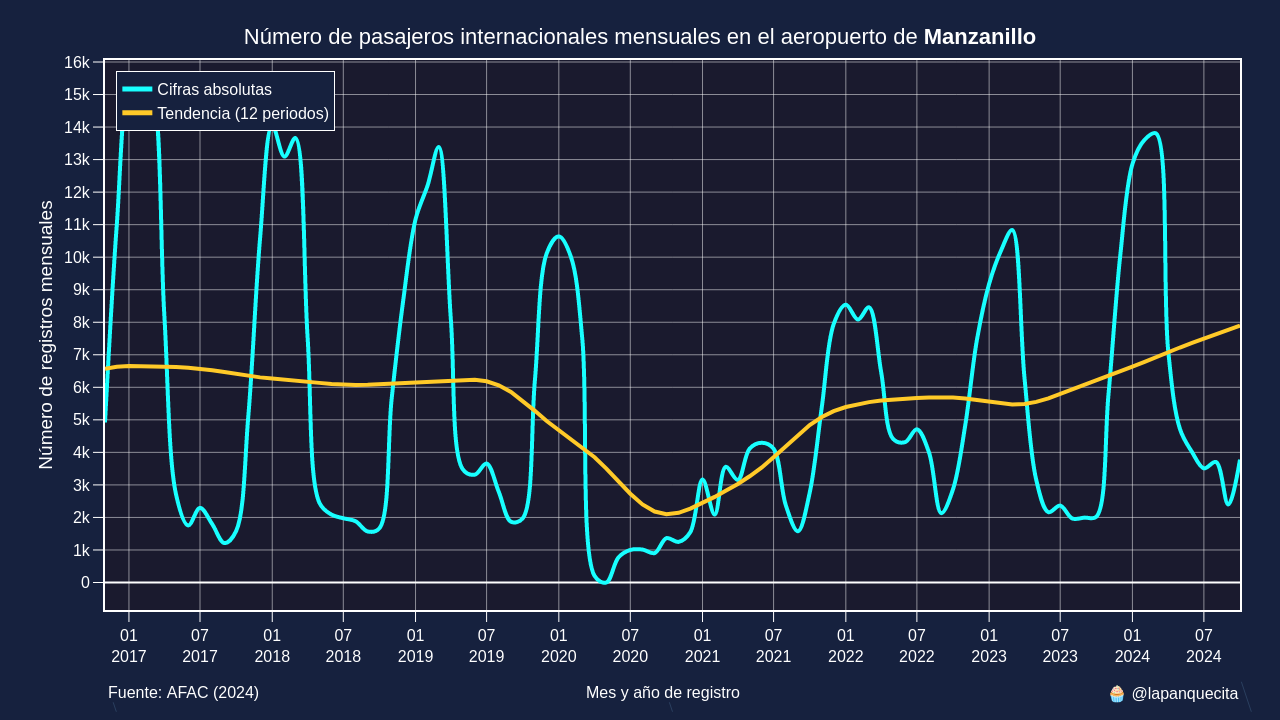 Número de pasajeros internacionales mensuales en el aeropuerto de Manzanillo
Cifras absolutas
Tendencia (12 periodos)
Número de registros mensuales
16k
15k
14k
13k
12k
11k
10k
9k
8k
7k
6k
5k
4k
3k
2k
1k
0
01 07 01 07 01 07 01 07 01 07 01 07 01 07 01 07
2017 2017 2018 2018 2019 2019 2020 2020 2021 2021 2022 2022 2023 2023 2024 2024
Fuente: AFAC (2024)
Mes y año de registro
🧁 @lapanquecita